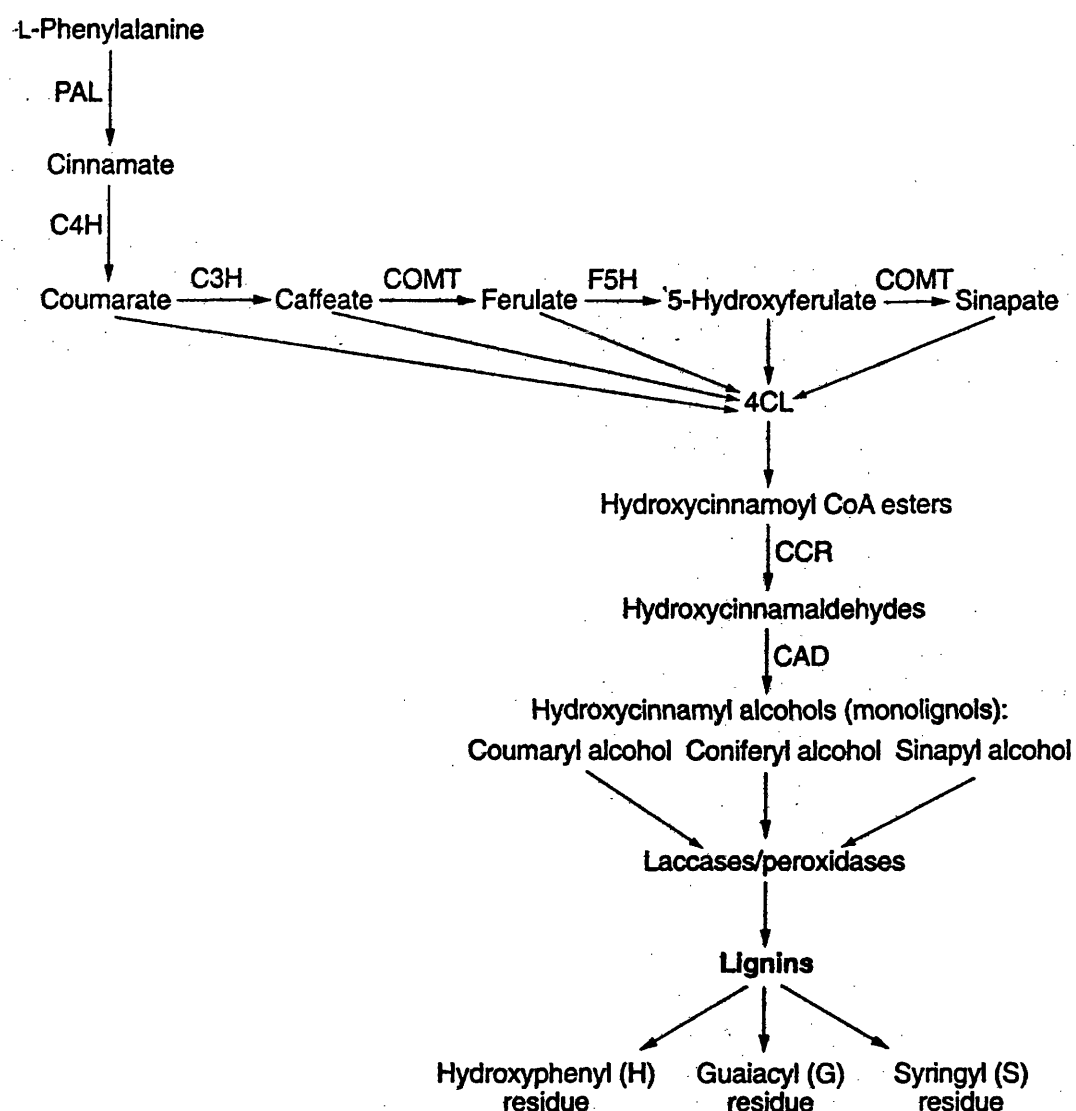 L-Phenylalanine
PAL
Cinnamate
C4H
C3H COMT F5H COMT
Coumarate Caffeate Ferulate 5-Hydroxyferulate Sinapate
4CL
Hydroxycinnamoyl CoA esters
CCR
Hydroxycinnamaldehydes
CAD
Hydroxycinnamyl alcohols (monolignols):
Coumaryl alcohol Coniferyl alcohol Sinapyl alcohol
Laccases/peroxidases
Lignins
Hydroxyphenyl (H) Guaiacyl (G) Syringyl (S)
residue residue residue